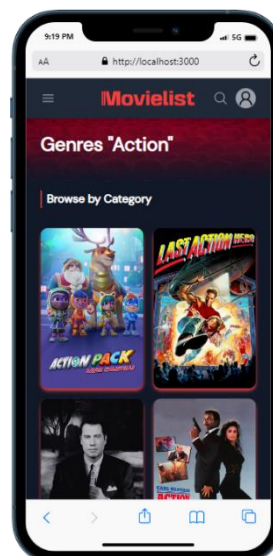 9:19 PM
5G
AA
http://localhost:3000
Movielist
Genres "Action"
Browse by Category
ACTION PACK
LAST ACTION HERO
ACTION